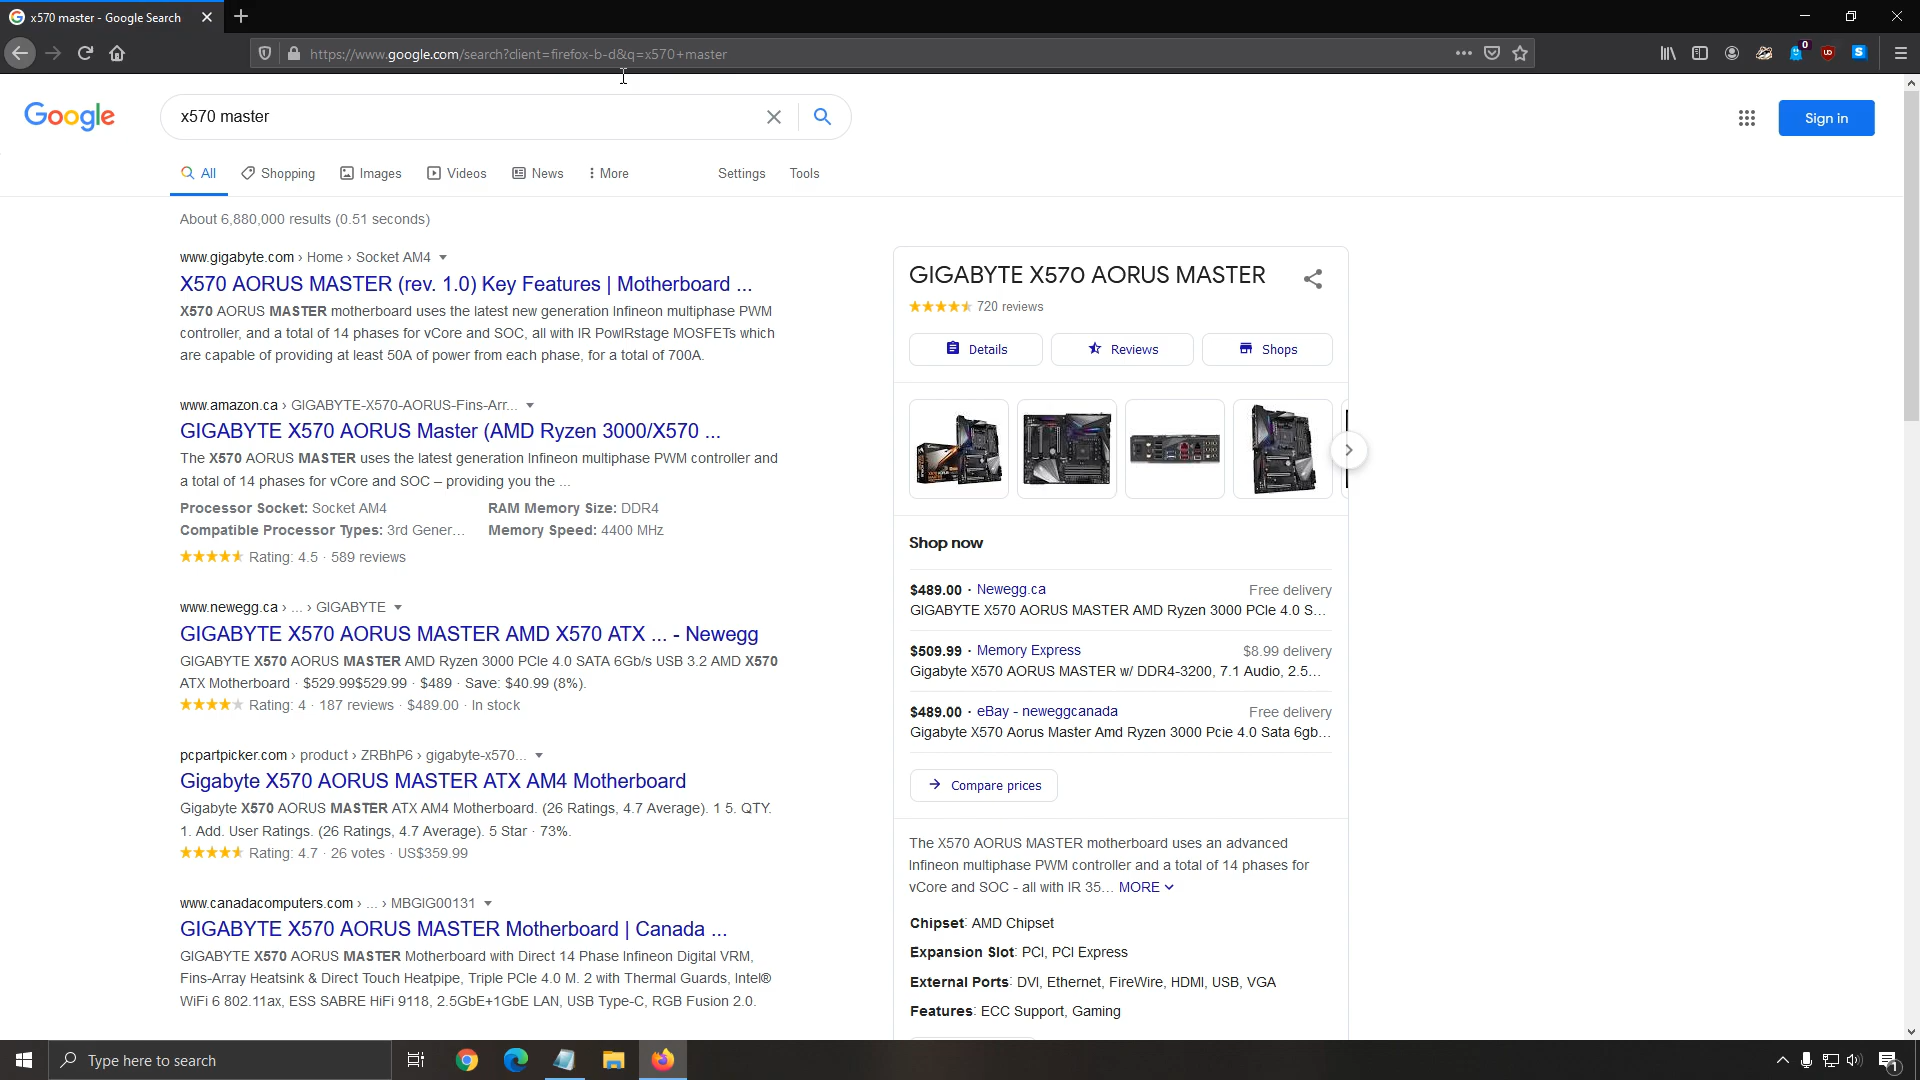 x570 master - Google Search
https://www.google.com/search?client=firefox-b-d&q=x570+master
0
Google
x570 master
Sign in
All
Shopping
Images
Videos
News
More
Settings
Tools
About 6,880,000 results (0.51 seconds)
www.gigabyte.com › Home › Socket AM4
X570 AORUS MASTER (rev. 1.0) Key Features | Motherboard ...
X570 AORUS MASTER motherboard uses the latest new generation Infineon multiphase PWM
controller, and a total of 14 phases for vCore and SOC, all with IR PowlRstage MOSFETs which
are capable of providing at least 50A of power from each phase, for a total of 700A.
www.amazon.ca › GIGABYTE-X570-AORUS-Fins-Arr...
GIGABYTE X570 AORUS Master (AMD Ryzen 3000/X570 ...
The X570 AORUS MASTER uses the latest generation Infineon multiphase PWM controller and
a total of 14 phases for vCore and SOC – providing you the ...
Processor Socket: Socket AM4
RAM Memory Size: DDR4
Compatible Processor Types: 3rd Gener...
Memory Speed: 4400 MHz
Rating: 4.5 · 589 reviews
www.newegg.ca › ... › GIGABYTE
GIGABYTE X570 AORUS MASTER AMD X570 ATX ... - Newegg
GIGABYTE X570 AORUS MASTER AMD Ryzen 3000 PCIe 4.0 SATA 6Gb/s USB 3.2 AMD X570
ATX Motherboard · $529.99$529.99 · $489 · Save: $40.99 (8%).
Rating: 4 · 187 reviews · $489.00 · In stock
pcpartpicker.com › product › ZRBhP6 › gigabyte-x570...
Gigabyte X570 AORUS MASTER ATX AM4 Motherboard
Gigabyte X570 AORUS MASTER ATX AM4 Motherboard. (26 Ratings, 4.7 Average). 1 5. QTY.
1. Add. User Ratings. (26 Ratings, 4.7 Average). 5 Star · 73%.
Rating: 4.7 · 26 votes · US$359.99
www.canadacomputers.com › ... › MBGIG00131
GIGABYTE X570 AORUS MASTER Motherboard | Canada ...
GIGABYTE X570 AORUS MASTER Motherboard with Direct 14 Phase Infineon Digital VRM,
Fins-Array Heatsink & Direct Touch Heatpipe, Triple PCIe 4.0 M. 2 with Thermal Guards, Intel®
WiFi 6 802.11ax, ESS SABRE HiFi 9118, 2.5GbE+1GbE LAN, USB Type-C, RGB Fusion 2.0.
GIGABYTE X570 AORUS MASTER
720 reviews
Details
Reviews
Shops
Shop now
$489.00 · Newegg.ca
Free delivery
GIGABYTE X570 AORUS MASTER AMD Ryzen 3000 PCIe 4.0 S...
$509.99 · Memory Express
$8.99 delivery
Gigabyte X570 AORUS MASTER w/ DDR4-3200, 7.1 Audio, 2.5...
$489.00 · eBay - neweggcanada
Free delivery
Gigabyte X570 Aorus Master Amd Ryzen 3000 Pcie 4.0 Sata 6gb...
Compare prices
The X570 AORUS MASTER motherboard uses an advanced
Infineon multiphase PWM controller and a total of 14 phases for
vCore and SOC - all with IR 35... MORE
Chipset: AMD Chipset
Expansion Slot: PCI, PCI Express
External Ports: DVI, Ethernet, FireWire, HDMI, USB, VGA
Features: ECC Support, Gaming
Type here to search
1